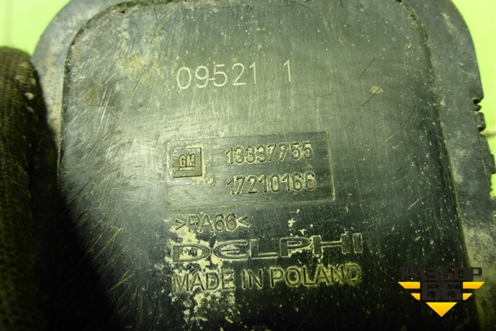 09521 1
GM 13337755
17210166
>PA66<
DELPHI
MADE IN POLAND